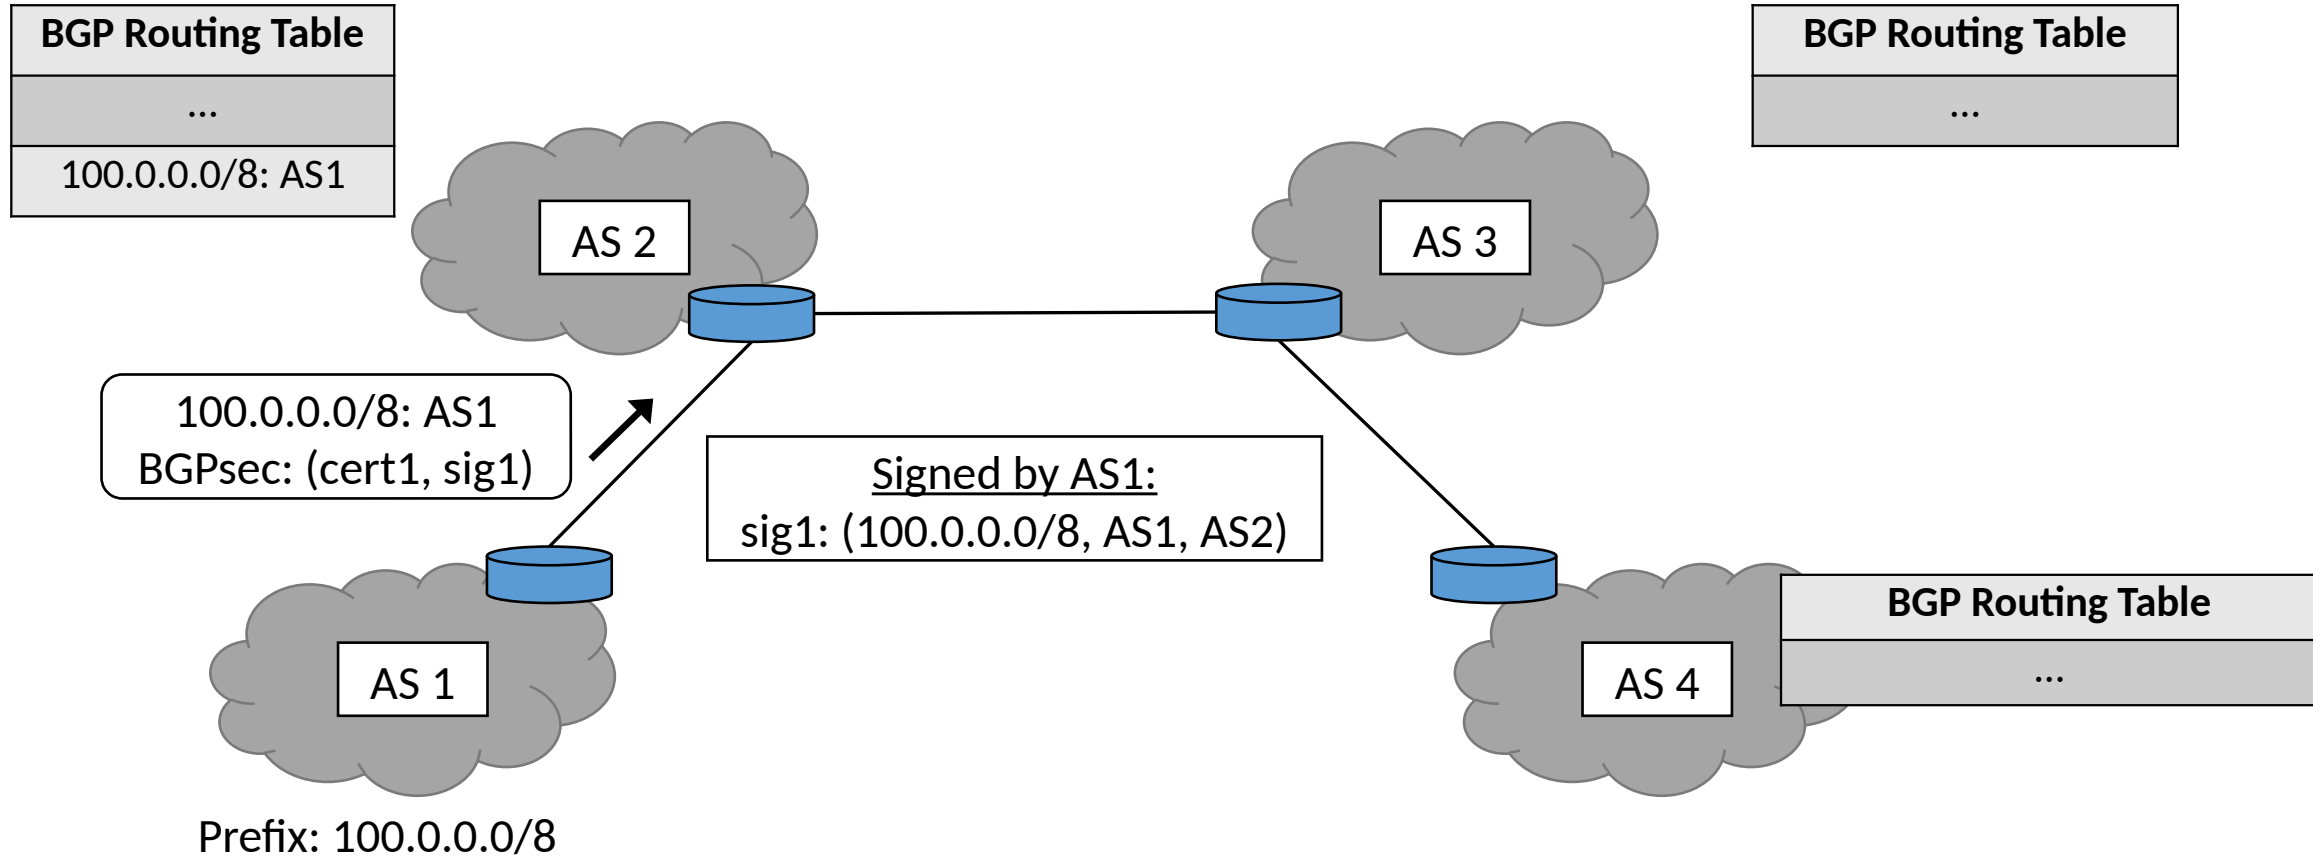 BGP Routing Table
...
100.0.0.0/8: AS1
BGP Routing Table
...
AS 2
AS 3
100.0.0.0/8: AS1
BGPsec: (cert1, sig1)
Signed by AS1:
sig1: (100.0.0.0/8, AS1, AS2)
AS 1
AS 4
BGP Routing Table
...
Prefix: 100.0.0.0/8